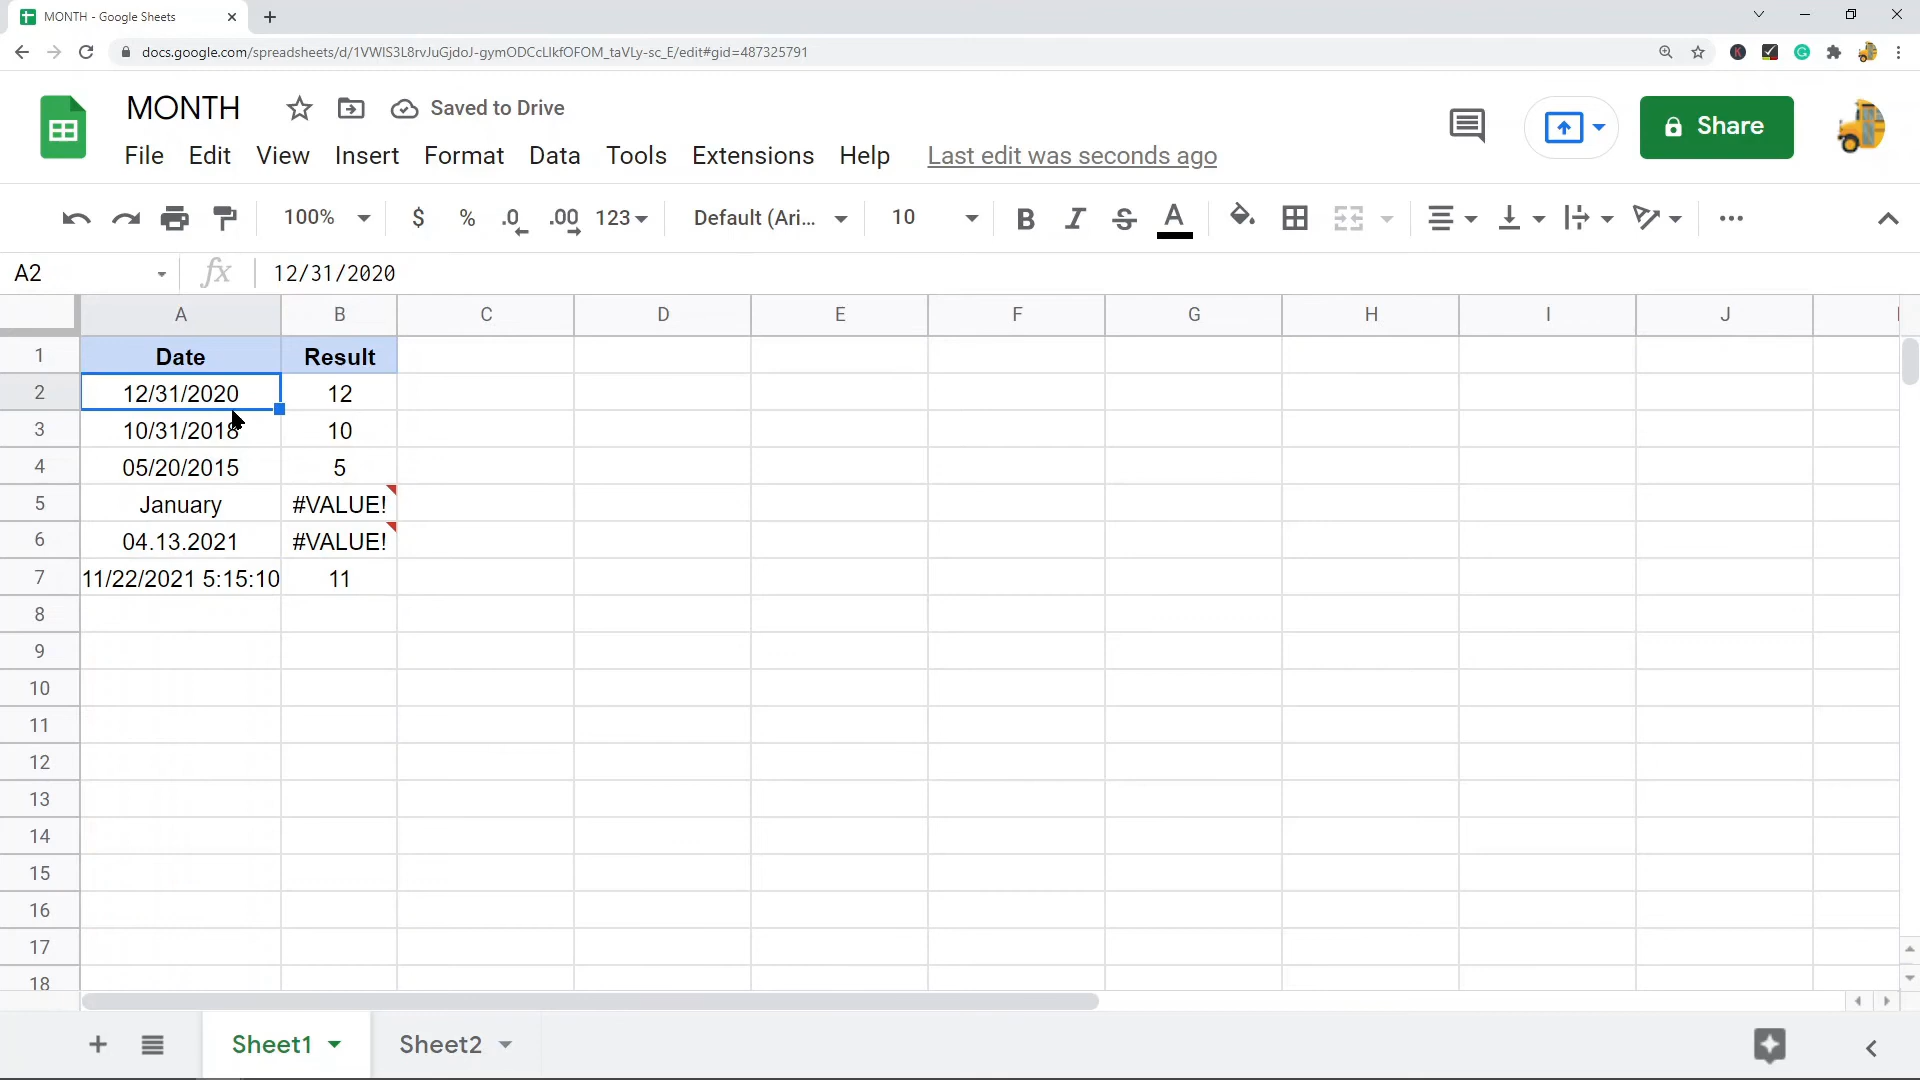 MONTH - Google Sheets
docs.google.com/spreadsheets/d/1VWIS3L8rvJuGjdoJ-gymODCcLIkfOFOM_taVLy-sc_E/edit#gid=487325791
MONTH Saved to Drive
File Edit View Insert Format Data Tools Extensions Help Last edit was seconds ago
Share
100% $ % .0 .00 123 Default (Ari... 10 B I S A
A2 fx 12/31/2020
A B C D E F G H I J
1 Date Result
2 12/31/2020 12
3 10/31/2018 10
4 05/20/2015 5
5 January #VALUE!
6 04.13.2021 #VALUE!
7 11/22/2021 5:15:10 11
8
9
10
11
12
13
14
15
16
17
18
Sheet1 Sheet2